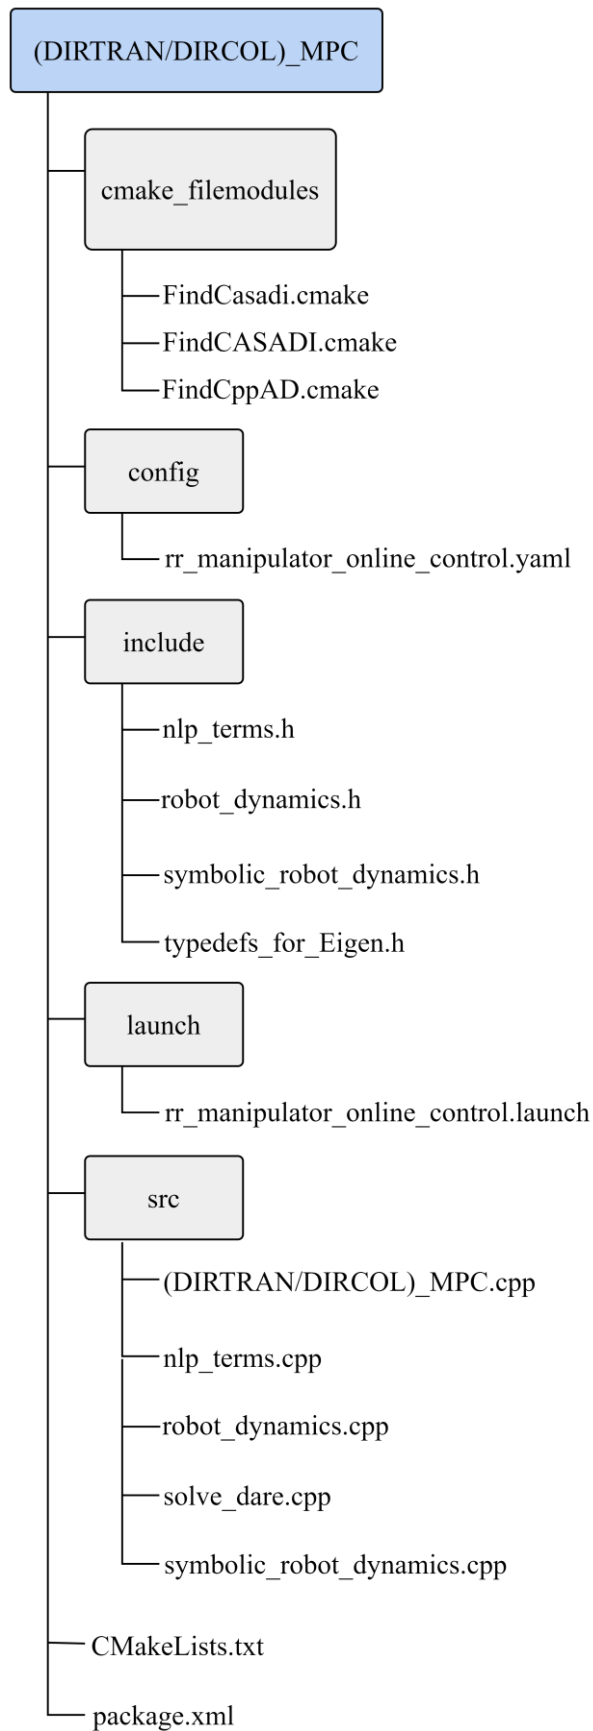 (DIRTRAN/DIRCOL)_MPC
cmake_filemodules
FindCasadi.cmake
FindCASADI.cmake
FindCppAD.cmake
config
rr_manipulator_online_control.yaml
include
nlp_terms.h
robot_dynamics.h
symbolic_robot_dynamics.h
typedefs_for_Eigen.h
launch
rr_manipulator_online_control.launch
src
(DIRTRAN/DIRCOL)_MPC.cpp
nlp_terms.cpp
robot_dynamics.cpp
solve_dare.cpp
symbolic_robot_dynamics.cpp
CMakeLists.txt
package.xml